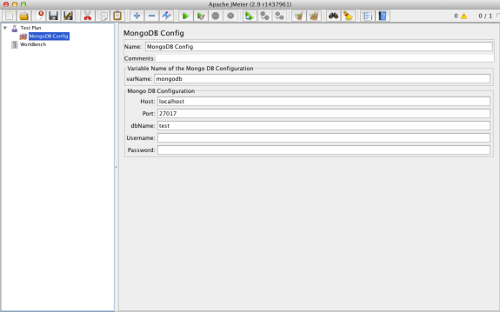 Apache JMeter (2.9 r1437961)
0
0 / 1
Test Plan
MongoDB Config
WorkBench
MongoDB Config
Name: MongoDB Config
Comments:
Variable Name of the Mongo DB Configuration
varName: mongodb
Mongo DB Configuration
Host: localhost
Port: 27017
dbName: test
Username:
Password: